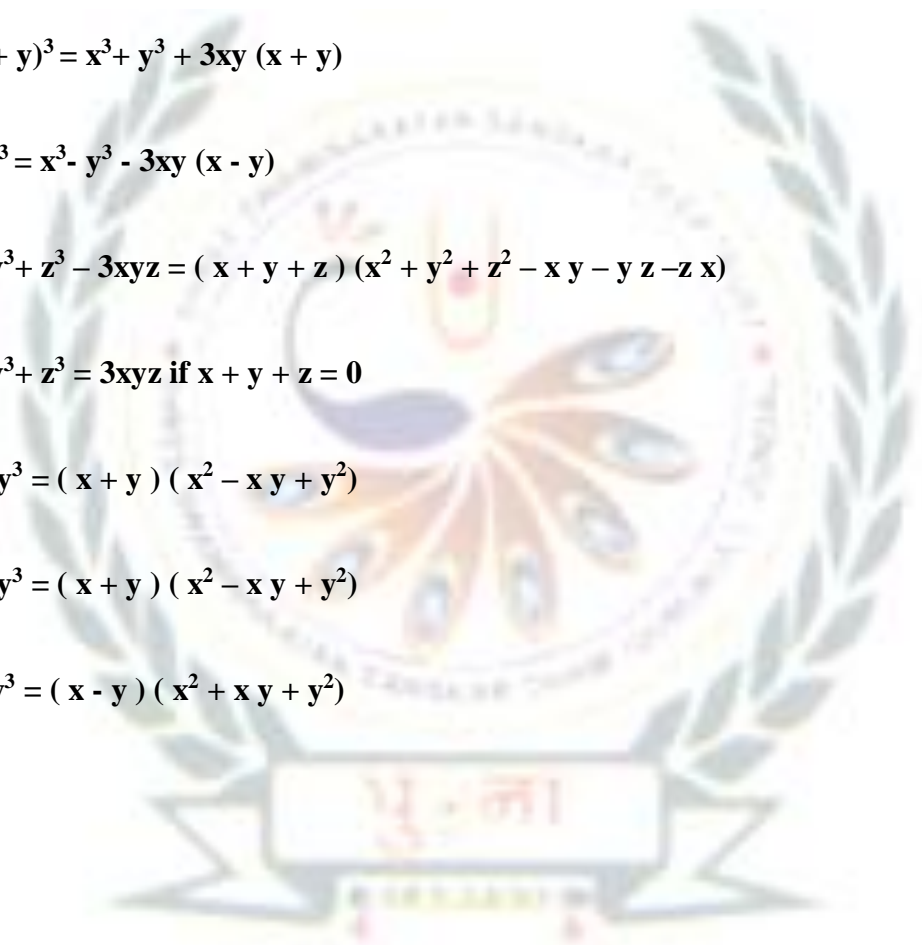 + y)³ = x³+ y³ + 3xy (x + y)
³ = x³- y³ - 3xy (x - y)
³+ z³ – 3xyz = ( x + y + z ) (x² + y² + z² – x y – y z –z x)
³+ z³ = 3xyz if x + y + z = 0
y³ = ( x + y ) ( x² – x y + y²)
y³ = ( x + y ) ( x² – x y + y²)
³ = ( x - y ) ( x² + x y + y²)